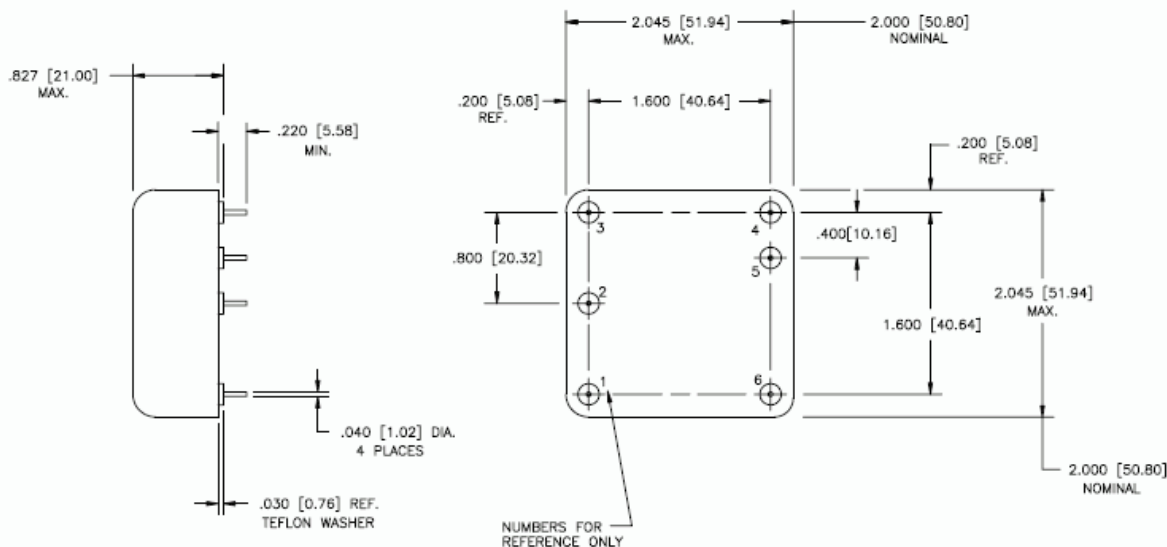 2.045 [51.94]
MAX.
2.000 [50.80]
NOMINAL
.827 [21.00]
MAX.
.200 [5.08]
REF.
1.600 [40.64]
.220 [5.58]
MIN.
.200 [5.08]
REF.
3
4
.400[10.16]
.800 [20.32]
5
2
2.045 [51.94]
MAX.
1.600 [40.64]
1
6
.040 [1.02] DIA.
4 PLACES
2.000 [50.80]
NOMINAL
.030 [0.76] REF.
TEFLON WASHER
NUMBERS FOR
REFERENCE ONLY